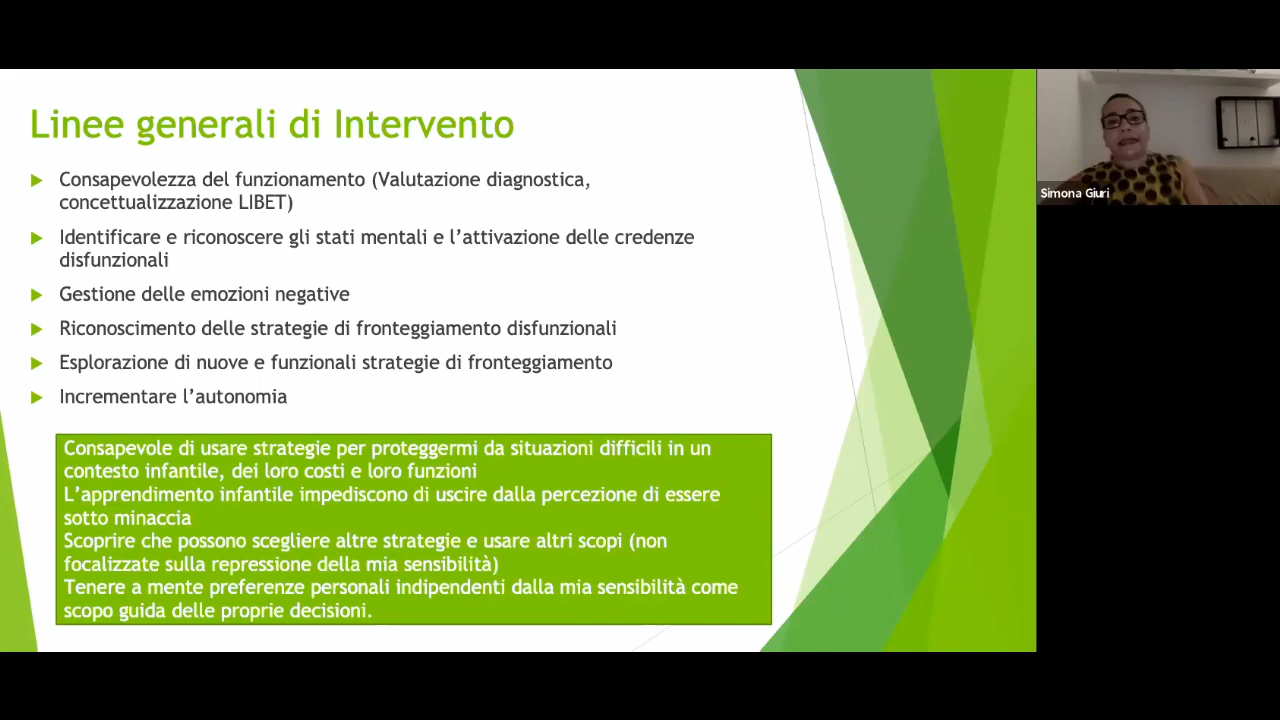 Linee generali di Intervento
Consapevolezza del funzionamento (Valutazione diagnostica,
concettualizzazione LIBET)
Identificare e riconoscere gli stati mentali e l'attivazione delle credenze
disfunzionali
Gestione delle emozioni negative
Riconoscimento delle strategie di fronteggiamento disfunzionali
Esplorazione di nuove e funzionali strategie di fronteggiamento
Incrementare l'autonomia
Consapevole di usare strategie per proteggermi da situazioni difficili in un
contesto infantile, dei loro costi e loro funzioni
L'apprendimento infantile impediscono di uscire dalla percezione di essere
sotto minaccia
Scoprire che possono scegliere altre strategie e usare altri scopi (non
focalizzate sulla repressione della mia sensibilità)
Tenere a mente preferenze personali indipendenti dalla mia sensibilità come
scopo guida delle proprie decisioni.
Simona Giuri